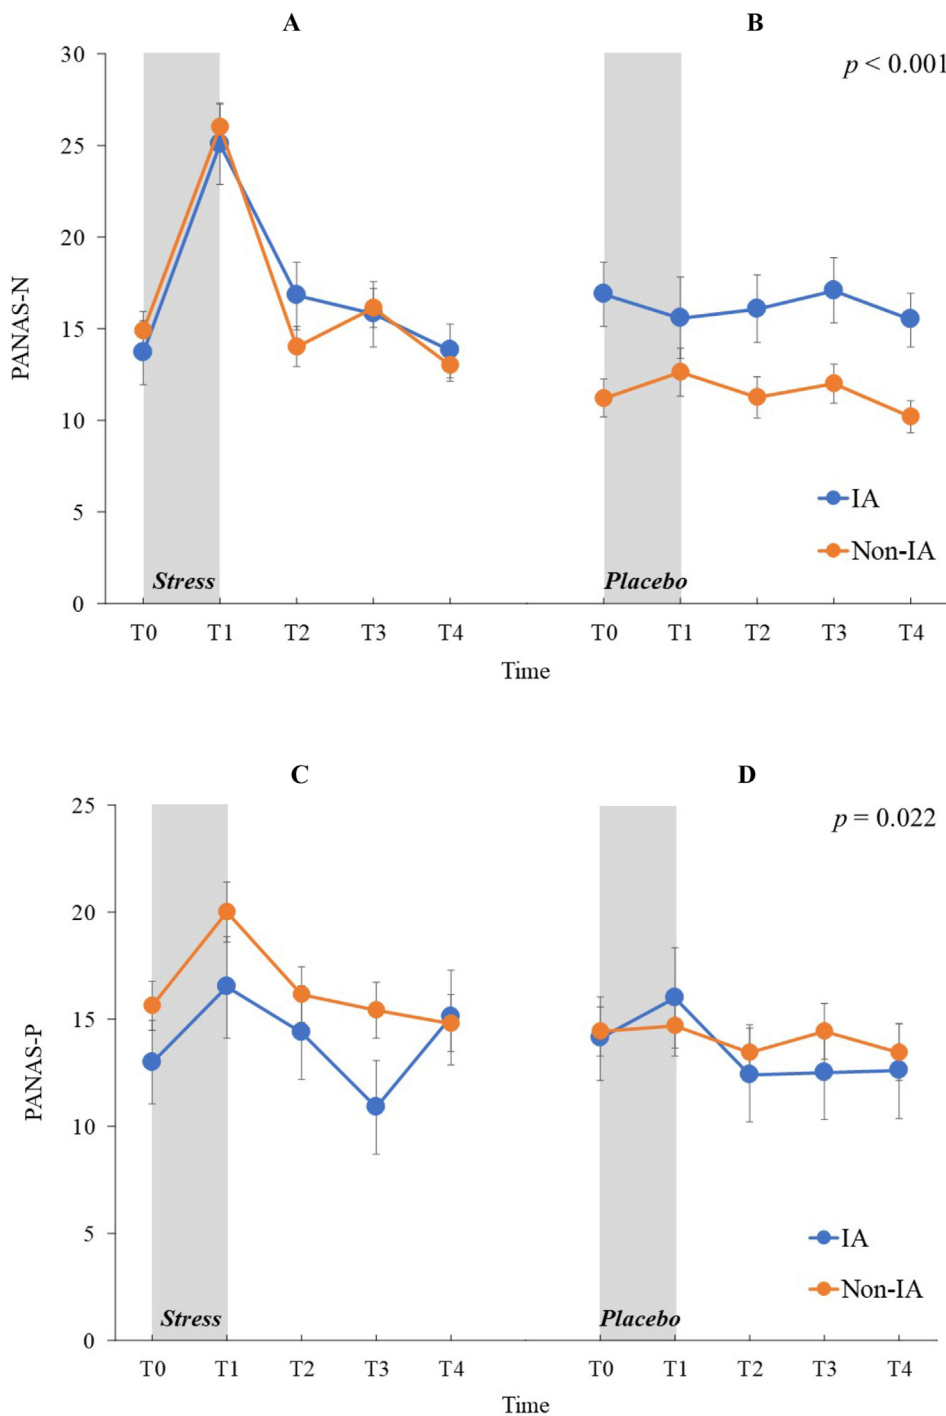 A B
30
p < 0.001
25
20
15
10
5
0
PANAS-N
IA
Non-IA
Stress Placebo
T0 T1 T2 T3 T4 T0 T1 T2 T3 T4
Time
C D
25
p = 0.022
20
15
10
5
0
PANAS-P
IA
Non-IA
Stress Placebo
T0 T1 T2 T3 T4 T0 T1 T2 T3 T4
Time